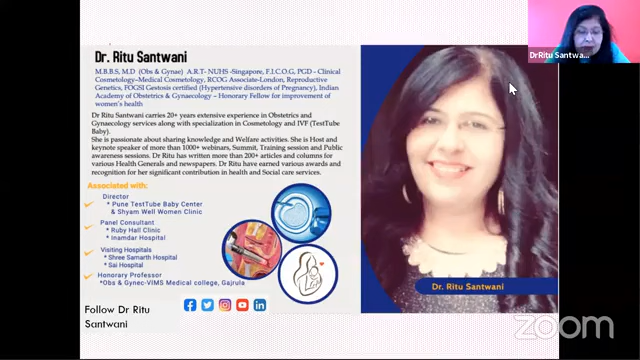 Dr. Ritu Santwani
M.B.B.S, M.D (Obs & Gynae) A.R.T- NUHS -Singapore, F.I.C.O.G, PGD - Clinical
Cosmetology-Medical Cosmetology, RCOG Associate-London, Reproductive
Genetics, FOGSI Gestosis certified (Hypertensive disorders of Pregnancy), Indian
Academy of Obstetrics & Gynaecology - Honorary Fellow for improvement of
women's health
Dr Ritu Santwani carries 20+ years extensive experience in Obstetrics and
Gynaecology services along with specialization in Cosmetology and IVF (TestTube
Baby).
She is passionate about sharing knowledge and Welfare activities. She is Host and
keynote speaker of more than 1000+ webinars, Summit, Training session and Public
awareness sessions. Dr Ritu has written more than 200+ articles and columns for
various Health Generals and newspapers. Dr Ritu have earned various awards and
recognition for her significant contribution in health and Social care services.
Associated with:
Director
* Pune TestTube Baby Center
& Shyam Well Women Clinic
Panel Consultant
* Ruby Hall Clinic
* Inamdar Hospital
Visiting Hospitals
* Shree Samarth Hospital
* Sai Hospital
Honorary Professor
*Obs & Gynec-VIMS Medical college, Gajrula
Follow Dr Ritu
Santwani
Dr. Ritu Santwani
DrRitu Santwa...
zoom